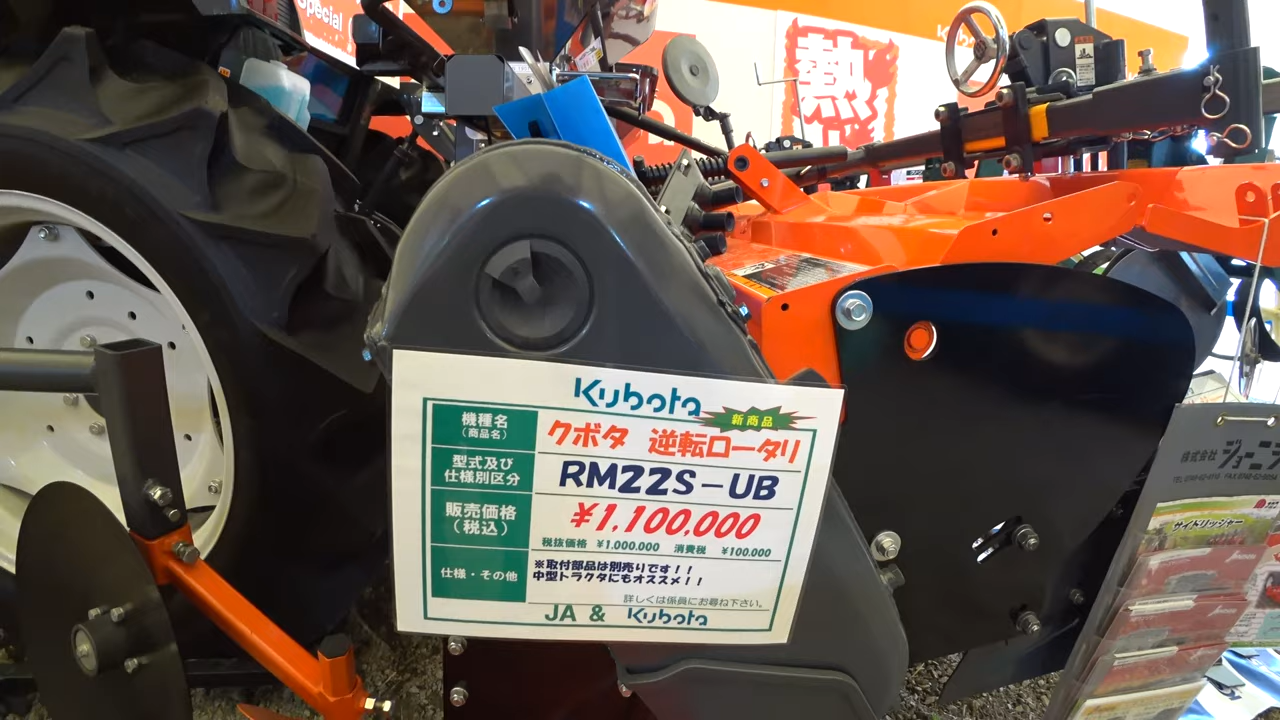 Special
熱
Kubota
新商品
機種名
(商品名)
クボタ 逆転ロータリ
型式及び
仕様別区分
RM22S-UB
販売価格
(税込)
¥1,100,000
税抜価格 ¥1,000,000 消費税 ¥100,000
仕様・その他
※取付部品は別売りです！！
中型トラクタにもオススメ！！
詳しくは係員にお尋ね下さい。
JA & Kubota
株式会社
サイドリッジャー